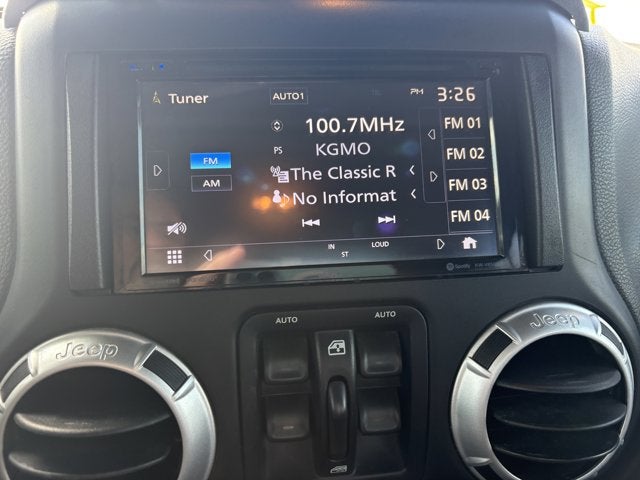 Tuner AUTO1 PM 3:26
100.7MHz FM 01
PS KGMO
FM FM 02
The Classic R
AM FM 03
No Informat
FM 04
IN LOUD
ST
Spotify
AUTO AUTO
Jeep Jeep